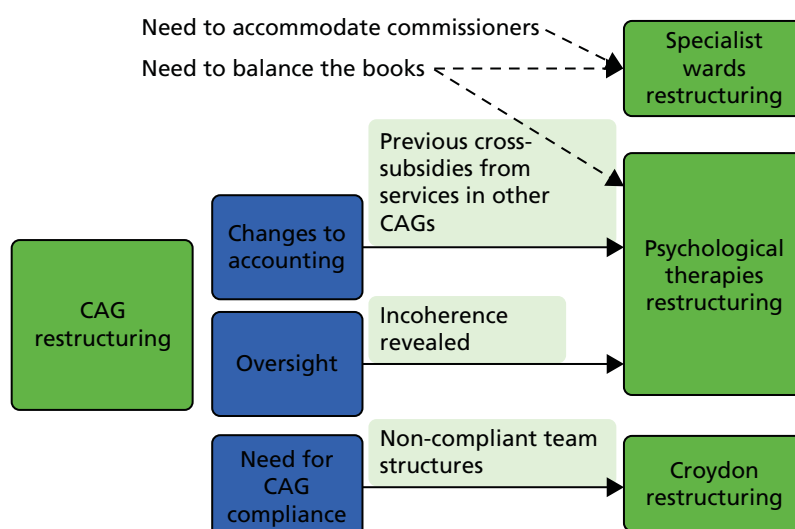 Need to accommodate commissioners
Need to balance the books
Specialist
wards
restructuring
Previous cross-
subsidies from
services in other
CAGs
Changes to
accounting
Psychological
therapies
restructuring
CAG
restructuring
Incoherence
revealed
Oversight
Non-compliant team
structures
Need for
CAG
compliance
Croydon
restructuring